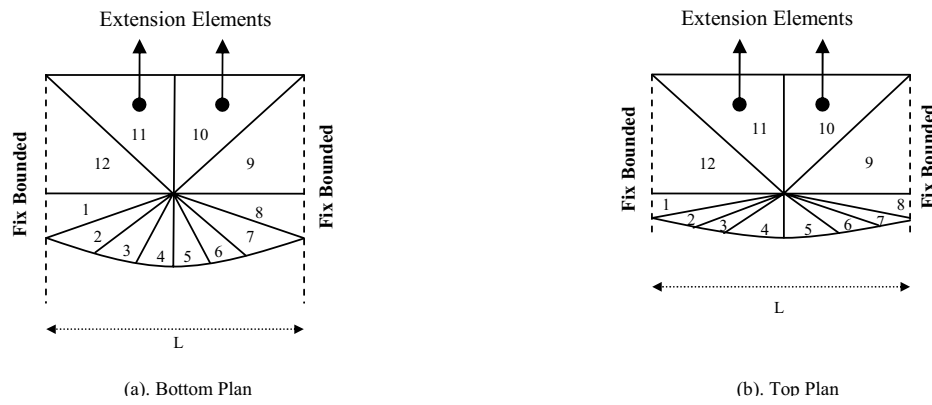 Extension Elements
11
10
12
9
Fix Bounded
Fix Bounded
1
8
2
7
3
4
5
6
L
(a). Bottom Plan
Extension Elements
11
10
12
9
Fix Bounded
Fix Bounded
1
8
2
7
3
4
5
6
L
(b). Top Plan